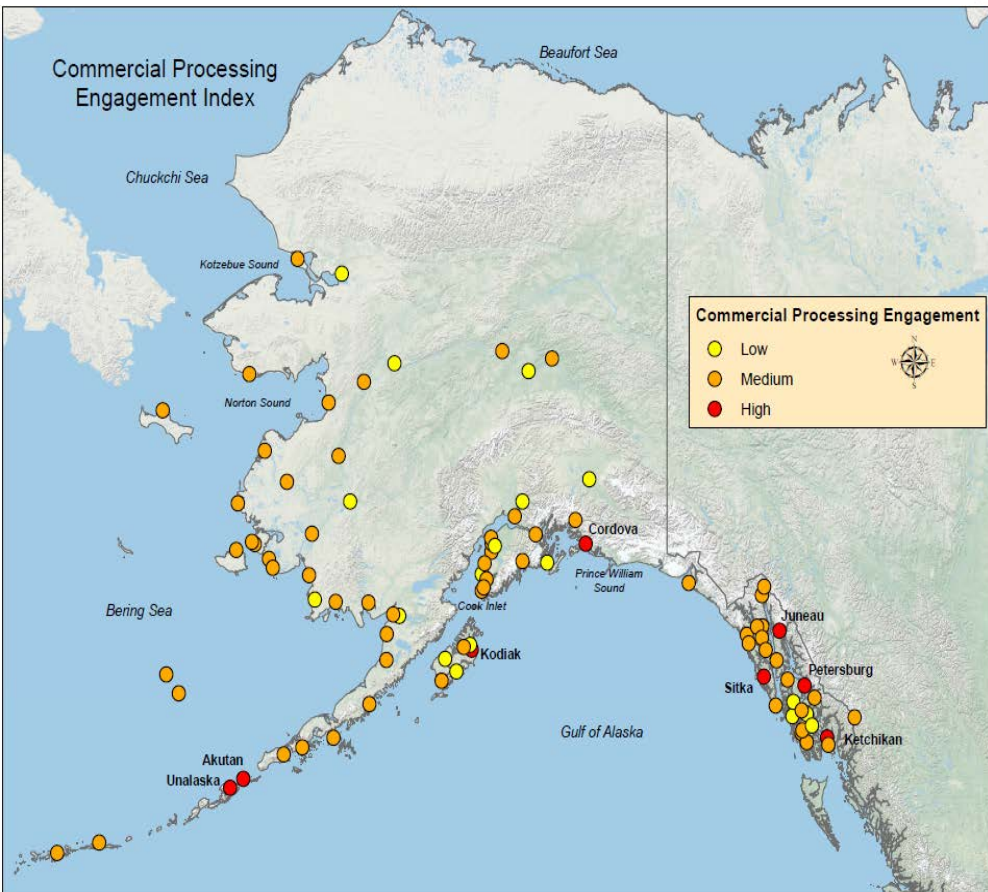 Commercial Processing
Engagement Index
Beaufort Sea
Chuckchi Sea
Kotzebue Sound
Commercial Processing Engagement
N
W E
S
Low
Medium
High
Norton Sound
Cordova
Prince William
Sound
Cook Inlet
Bering Sea
Juneau
Kodiak
Petersburg
Sitka
Gulf of Alaska
Ketchikan
Akutan
Unalaska